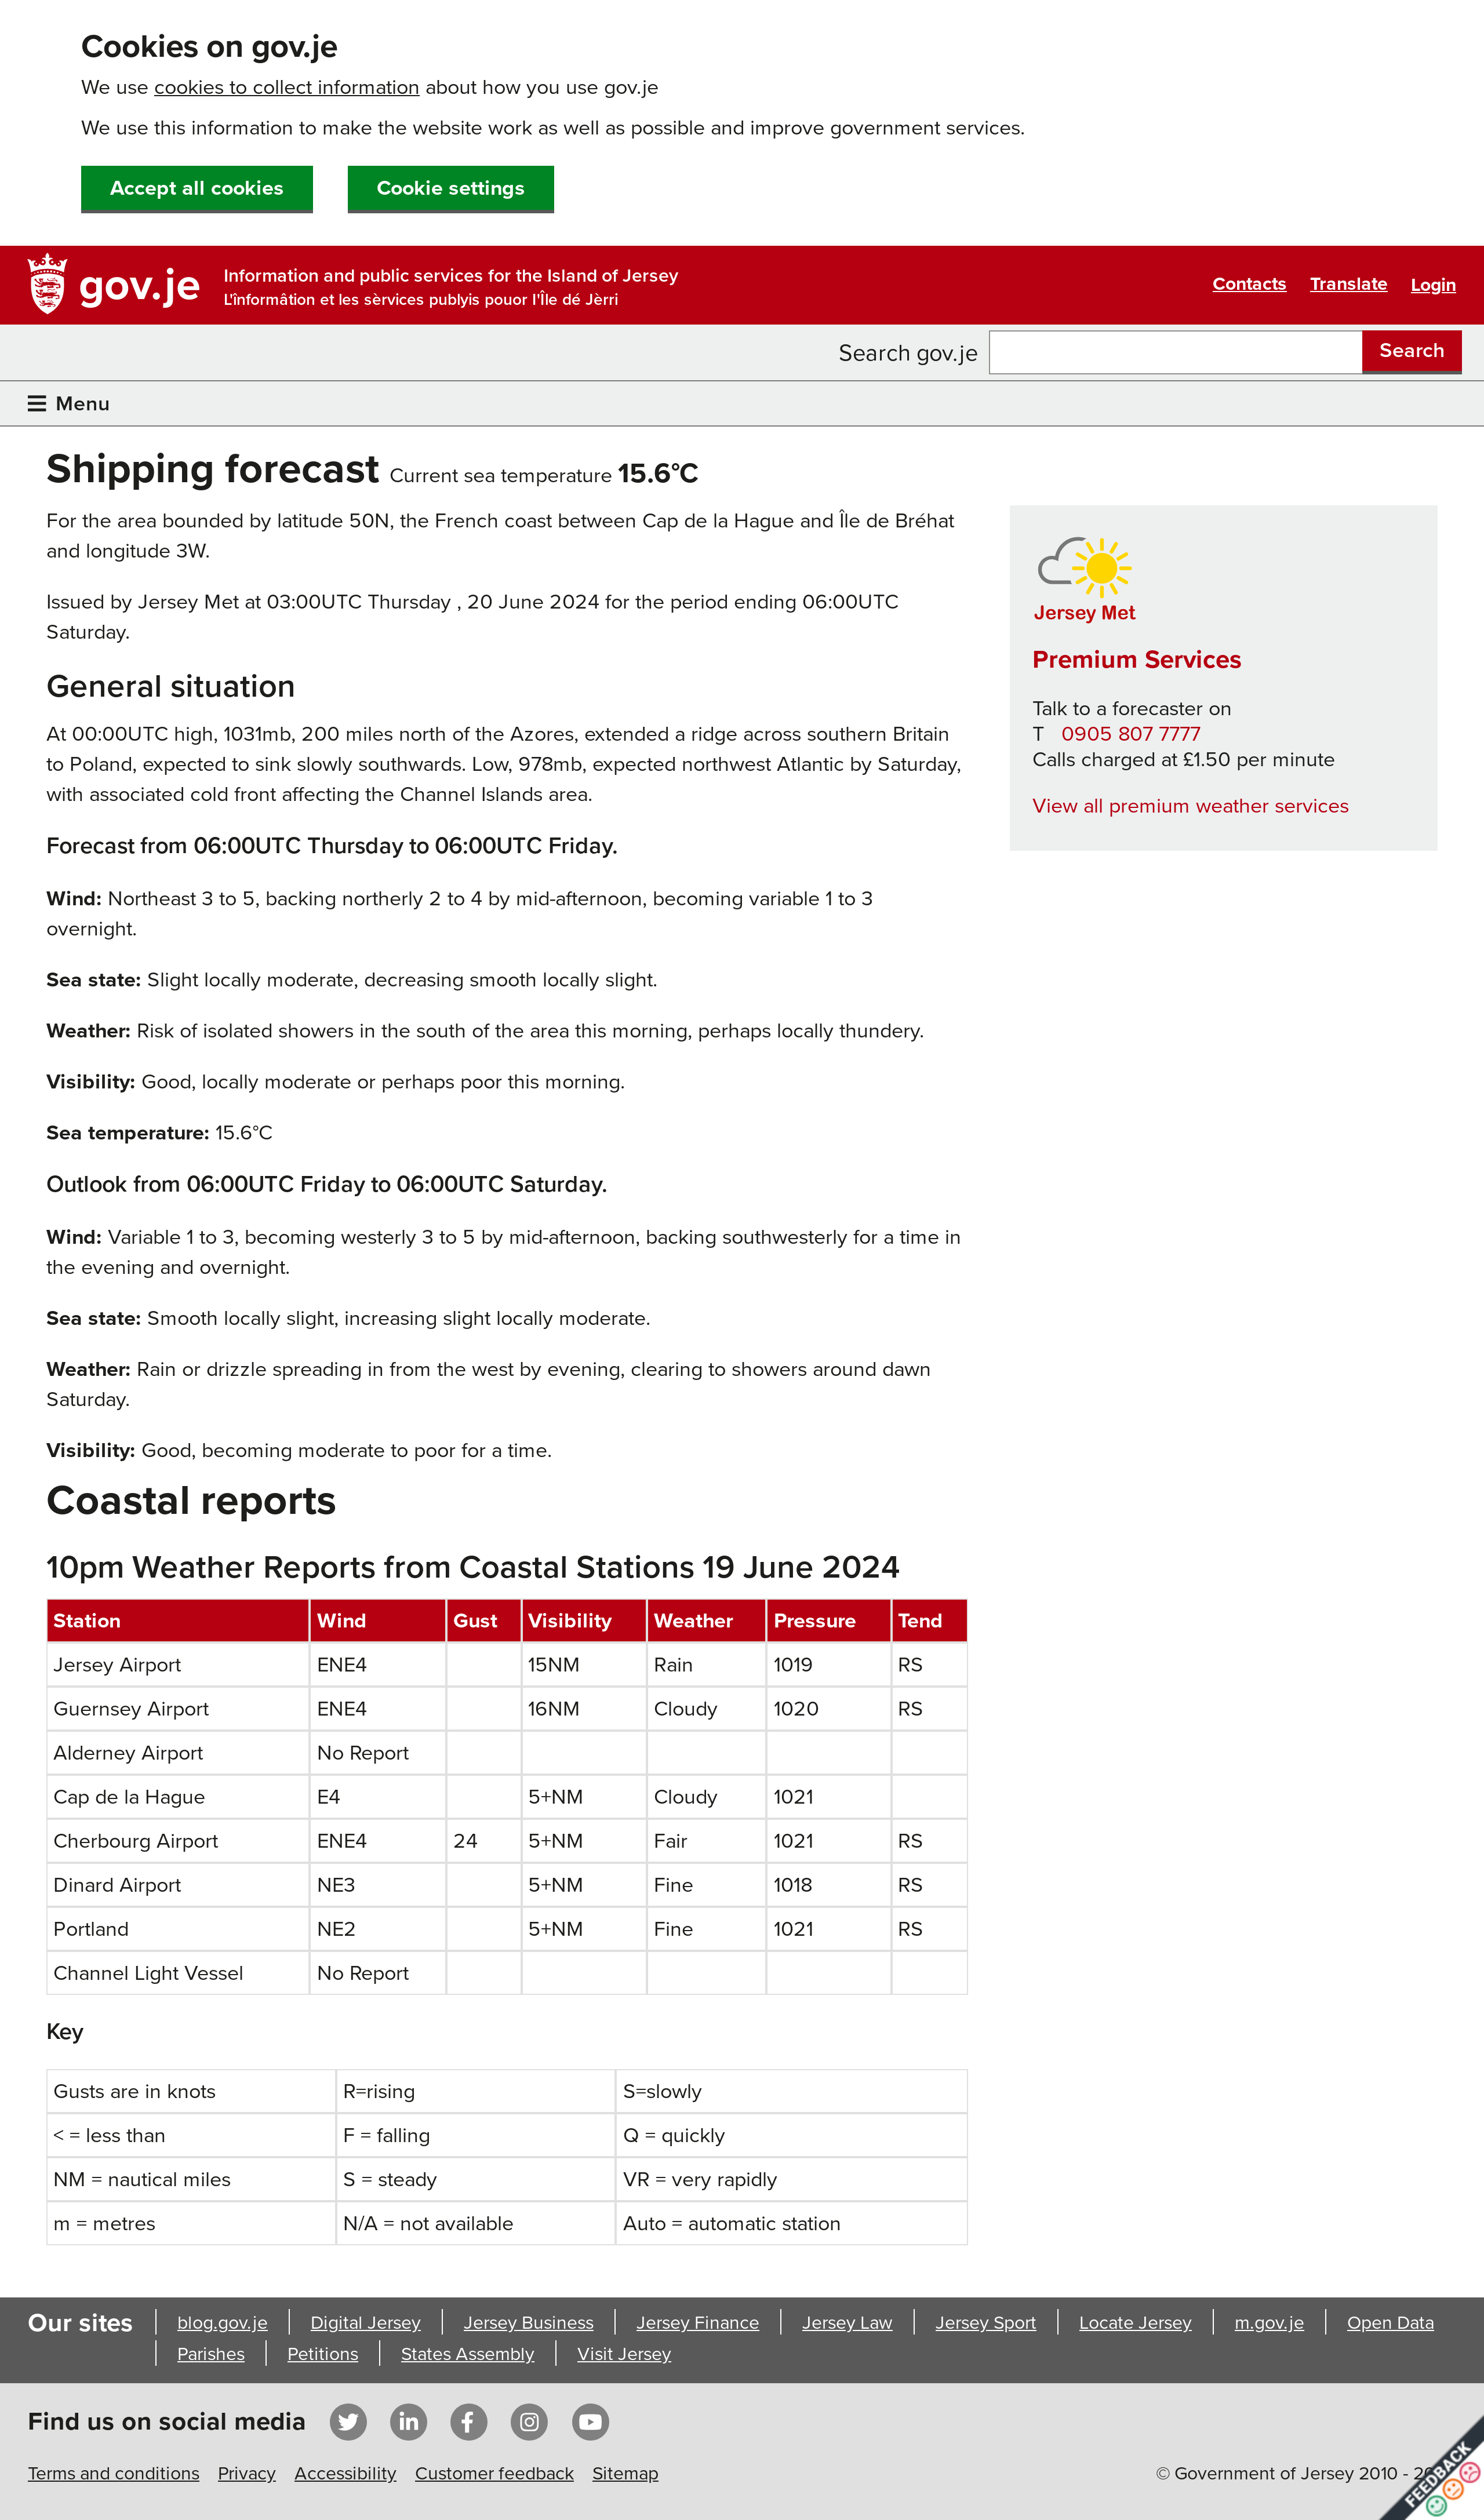 Cookies on gov.je
We use cookies to collect information about how you use gov.je
We use this information to make the website work as well as possible and improve government services.
Accept all cookies Cookie settings
gov.je Information and public services for the Island of Jersey
L'înformâtion et les sèrvices publyis pouor I'Île dé Jèrri
Contacts Translate Login
Search gov.je Search
Menu
Shipping forecast Current sea temperature 15.6°C
For the area bounded by latitude 50N, the French coast between Cap de la Hague and Île de Bréhat
and longitude 3W.
Issued by Jersey Met at 03:00UTC Thursday , 20 June 2024 for the period ending 06:00UTC
Saturday.
General situation
At 00:00UTC high, 1031mb, 200 miles north of the Azores, extended a ridge across southern Britain
to Poland, expected to sink slowly southwards. Low, 978mb, expected northwest Atlantic by Saturday,
with associated cold front affecting the Channel Islands area.
Forecast from 06:00UTC Thursday to 06:00UTC Friday.
Wind: Northeast 3 to 5, backing northerly 2 to 4 by mid-afternoon, becoming variable 1 to 3
overnight.
Sea state: Slight locally moderate, decreasing smooth locally slight.
Weather: Risk of isolated showers in the south of the area this morning, perhaps locally thundery.
Visibility: Good, locally moderate or perhaps poor this morning.
Sea temperature: 15.6°C
Outlook from 06:00UTC Friday to 06:00UTC Saturday.
Wind: Variable 1 to 3, becoming westerly 3 to 5 by mid-afternoon, backing southwesterly for a time in
the evening and overnight.
Sea state: Smooth locally slight, increasing slight locally moderate.
Weather: Rain or drizzle spreading in from the west by evening, clearing to showers around dawn
Saturday.
Visibility: Good, becoming moderate to poor for a time.
Jersey Met
Premium Services
Talk to a forecaster on
T 0905 807 7777
Calls charged at £1.50 per minute
View all premium weather services
Coastal reports
10pm Weather Reports from Coastal Stations 19 June 2024
Station Wind Gust Visibility Weather Pressure Tend
Jersey Airport ENE4 15NM Rain 1019 RS
Guernsey Airport ENE4 16NM Cloudy 1020 RS
Alderney Airport No Report
Cap de la Hague E4 5+NM Cloudy 1021
Cherbourg Airport ENE4 24 5+NM Fair 1021 RS
Dinard Airport NE3 5+NM Fine 1018 RS
Portland NE2 5+NM Fine 1021 RS
Channel Light Vessel No Report
Key
Gusts are in knots R=rising S=slowly
< = less than F = falling Q = quickly
NM = nautical miles S = steady VR = very rapidly
m = metres N/A = not available Auto = automatic station
Our sites blog.gov.je Digital Jersey Jersey Business Jersey Finance Jersey Law Jersey Sport Locate Jersey m.gov.je Open Data
Parishes Petitions States Assembly Visit Jersey
Find us on social media
Terms and conditions Privacy Accessibility Customer feedback Sitemap
© Government of Jersey 2010 -
FEEDBACK